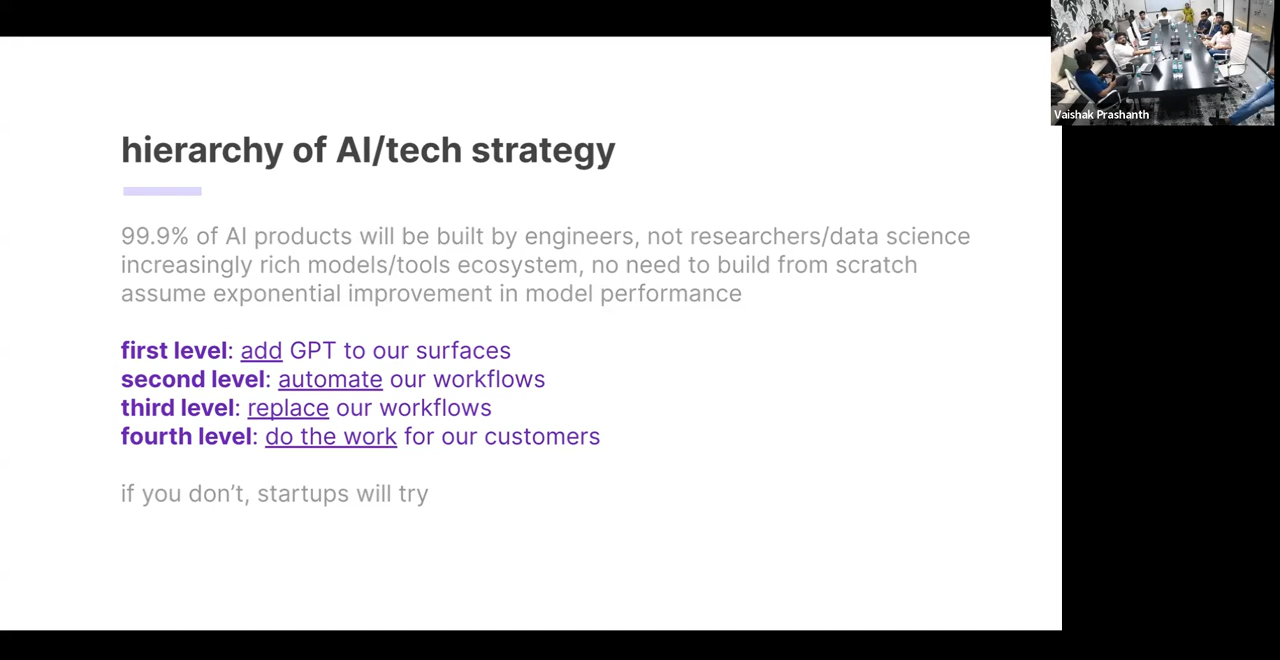 Vaishak Prashanth
hierarchy of AI/tech strategy
99.9% of AI products will be built by engineers, not researchers/data science
increasingly rich models/tools ecosystem, no need to build from scratch
assume exponential improvement in model performance
first level: add GPT to our surfaces
second level: automate our workflows
third level: replace our workflows
fourth level: do the work for our customers
if you don’t, startups will try